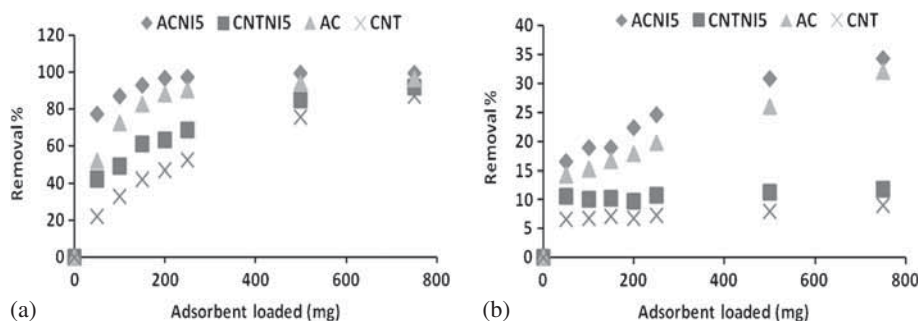 ACNI5 CNTNI5 AC CNT
120
100
80
60
40
20
0
Removal %
0 200 400 600 800
Adsorbent loaded (mg)
(a)
ACNI5 CNTNI5 AC CNT
40
35
30
25
20
15
10
5
0
Removal %
0 200 400 600 800
Adsorbent loaded (mg)
(b)